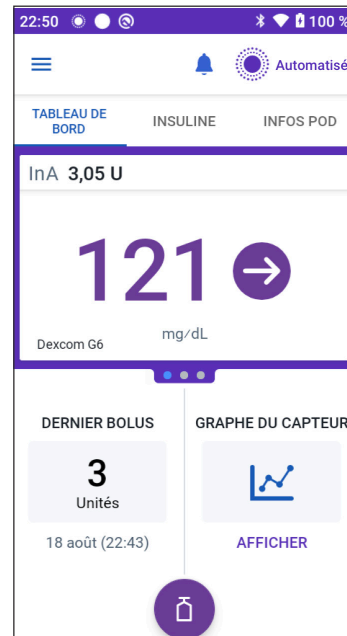 22:50 100 %
Automatisé
TABLEAU DE
BORD
INSULINE
INFOS POD
InA 3,05 U
121
mg/dL
Dexcom G6
DERNIER BOLUS
GRAPHE DU CAPTEUR
3
Unités
18 août (22:43)
AFFICHER